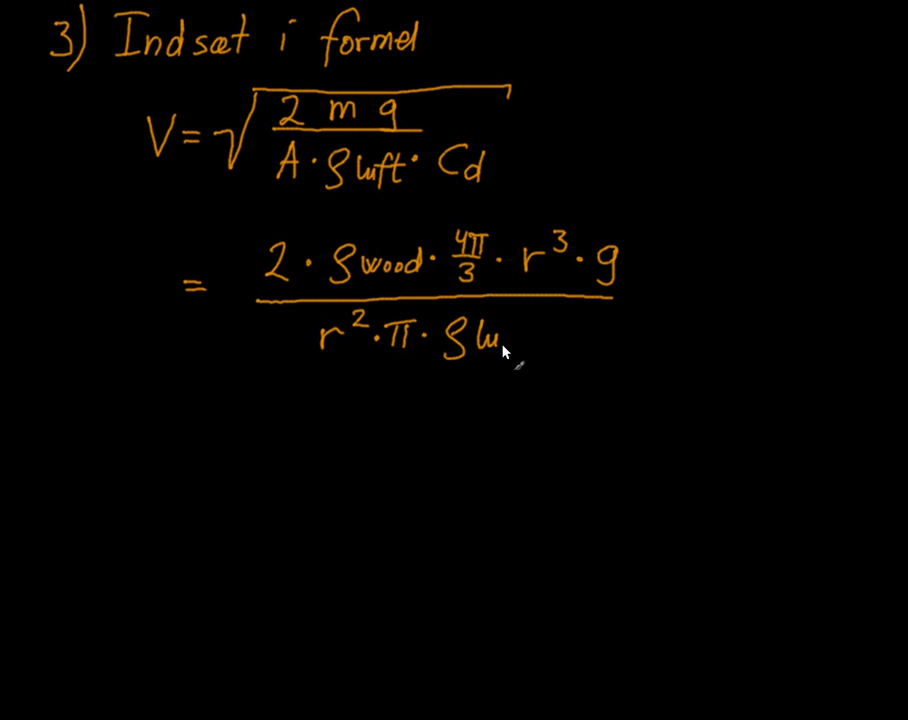 3) Indsæt i formel
V = √(2 m g / A · ρluft · Cd)
= 2 · ρwood · 4π/3 · r³ · g / r² · π · ρlu